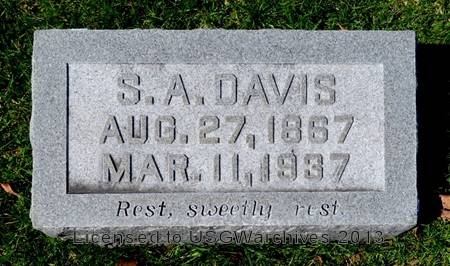 S. A. DAVIS
AUG. 27, 1867
MAR. 11, 1937
Rest, sweetly rest.
Licensed to USGWarchives 2013